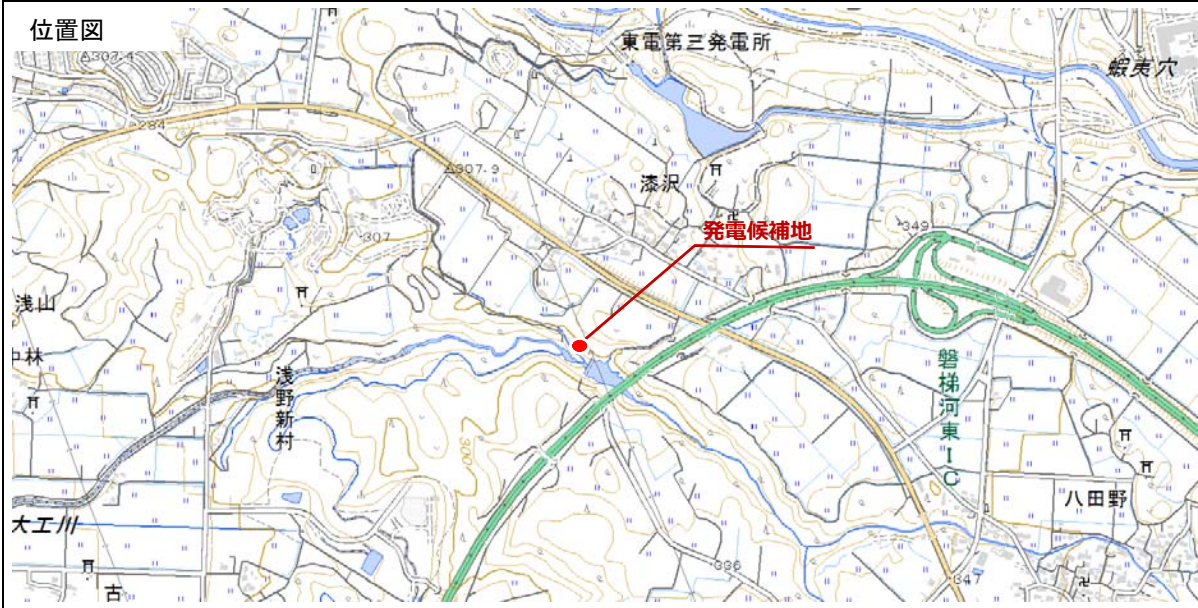 位置図
東電第三発電所
蝦夷穴
△307.4
284
△307.9
漆沢
発電候補地
349
307
浅山
中林
浅野新村
磐梯河東IC
300
八田野
大工川
古
336
347